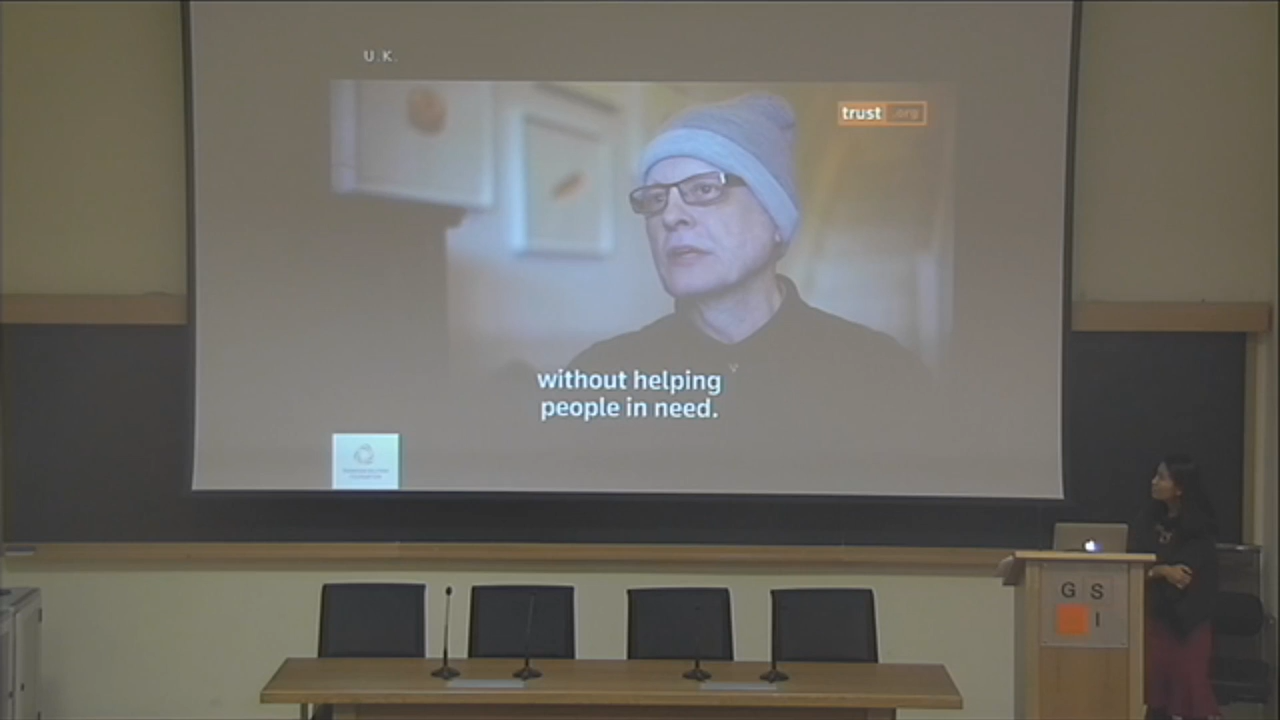 U.K.
trust.org
without helping
people in need.
G S
I